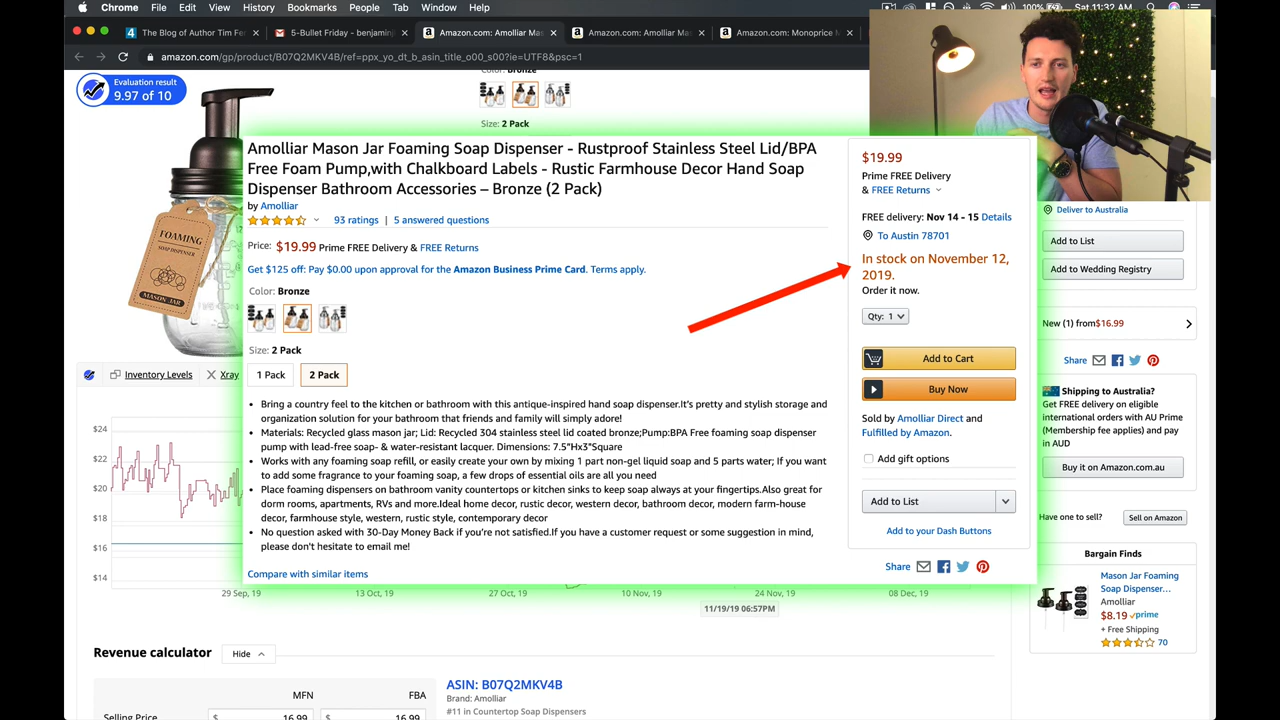 Chrome File Edit View History Bookmarks People Tab Window Help
100% Sat 11:32 AM
The Blog of Author Tim Fer
5-Bullet Friday - benjaminj
Amazon.com: Amolliar Mas
Amazon.com: Amolliar Mas
Amazon.com: Monoprice M
amazon.com/gp/product/B07Q2MKV4B/ref=ppx_yo_dt_b_asin_title_o00_s00?ie=UTF8&psc=1
Evaluation result
9.97 of 10
Color: Bronze
Size: 2 Pack
Amolliar Mason Jar Foaming Soap Dispenser - Rustproof Stainless Steel Lid/BPA
Free Foam Pump,with Chalkboard Labels - Rustic Farmhouse Decor Hand Soap
Dispenser Bathroom Accessories – Bronze (2 Pack)
by Amolliar
93 ratings | 5 answered questions
Price: $19.99 Prime FREE Delivery & FREE Returns
Get $125 off: Pay $0.00 upon approval for the Amazon Business Prime Card. Terms apply.
Color: Bronze
Size: 2 Pack
1 Pack 2 Pack
• Bring a country feel to the kitchen or bathroom with this antique-inspired hand soap dispenser.It's pretty and stylish storage and
organization solution for your bathroom that friends and family will simply adore!
• Materials: Recycled glass mason jar; Lid: Recycled 304 stainless steel lid coated bronze;Pump:BPA Free foaming soap dispenser
pump with lead-free soap- & water-resistant lacquer. Dimensions: 7.5"Hx3"Square
• Works with any foaming soap refill, or easily create your own by mixing 1 part non-gel liquid soap and 5 parts water; If you want
to add some fragrance to your foaming soap, a few drops of essential oils are all you need
• Place foaming dispensers on bathroom vanity countertops or kitchen sinks to keep soap always at your fingertips.Also great for
dorm rooms, apartments, RVs and more.Ideal home decor, rustic decor, western decor, bathroom decor, modern farm-house
decor, farmhouse style, western, rustic style, contemporary decor
• No question asked with 30-Day Money Back if you're not satisfied.If you have a customer request or some suggestion in mind,
please don't hesitate to email me!
Compare with similar items
$19.99
Prime FREE Delivery
& FREE Returns
FREE delivery: Nov 14 - 15 Details
To Austin 78701
In stock on November 12,
2019.
Order it now.
Qty: 1
Add to Cart
Buy Now
Sold by Amolliar Direct and
Fulfilled by Amazon.
Add gift options
Add to List
Add to your Dash Buttons
Share
Deliver to Australia
Add to List
Add to Wedding Registry
New (1) from $16.99
Share
Shipping to Australia?
Get FREE delivery on eligible
international orders with AU Prime
(Membership fee applies) and pay
in AUD
Buy it on Amazon.com.au
Have one to sell? Sell on Amazon
Bargain Finds
Mason Jar Foaming
Soap Dispenser…
Amolliar
$8.19 prime
+ Free Shipping
70
FOAMING
SOAP DISPENSER
MASON JAR
Inventory Levels Xray
$24
$22
$20
$18
$16
$14
29 Sep, 19 13 Oct, 19 27 Oct, 19 10 Nov, 19 24 Nov, 19 08 Dec, 19
11/19/19 06:57PM
Revenue calculator Hide
MFN FBA
Selling Price $ 16.99 $ 16.99
ASIN: B07Q2MKV4B
Brand: Amolliar
#11 in Countertop Soap Dispensers